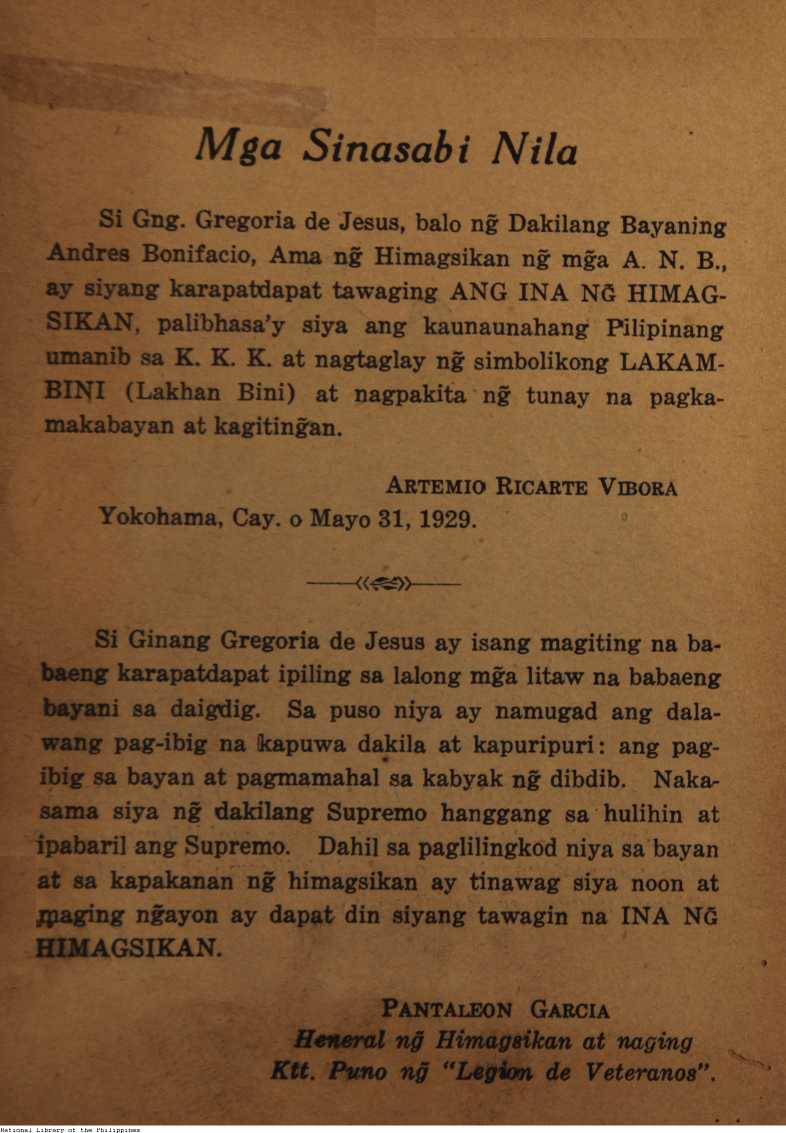 Mga Sinasabi Nila
Si Gng. Gregoria de Jesus, balo ng̃ Dakilang Bayaning
Andres Bonifacio, Ama ng̃ Himagsikan ng̃ mg̃a A. N. B.,
ay siyang karapatdapat tawaging ANG INA NG̃ HIMAG-
SIKAN, palibhasa'y siya ang kaunaunahang Pilipinang
umanib sa K. K. K. at nagtaglay ng̃ simbolikong LAKAM-
BINI (Lakhan Bini) at nagpakita ng̃ tunay na pagka-
makabayan at kagiting̃an.
ARTEMIO RICARTE VIBORA
Yokohama, Cay. o Mayo 31, 1929.
Si Ginang Gregoria de Jesus ay isang magiting na ba-
baeng karapatdapat ipiling sa lalong mg̃a litaw na babaeng
bayani sa daigdig. Sa puso niya ay namugad ang dala-
wang pag-ibig na kapuwa dakila at kapuripuri: ang pag-
ibig sa bayan at pagmamahal sa kabyak ng̃ dibdib. Naka-
sama siya ng̃ dakilang Supremo hanggang sa hulihin at
ipabaril ang Supremo. Dahil sa paglilingkod niya sa bayan
at sa kapakanan ng̃ himagsikan ay tinawag siya noon at
maging ng̃ayon ay dapat din siyang tawagin na INA NG̃
HIMAGSIKAN.
PANTALEON GARCIA
Heneral ng̃ Himagsikan at naging
Ktt. Puno ng̃ "Legion de Veteranos".
National Library of the Philippines